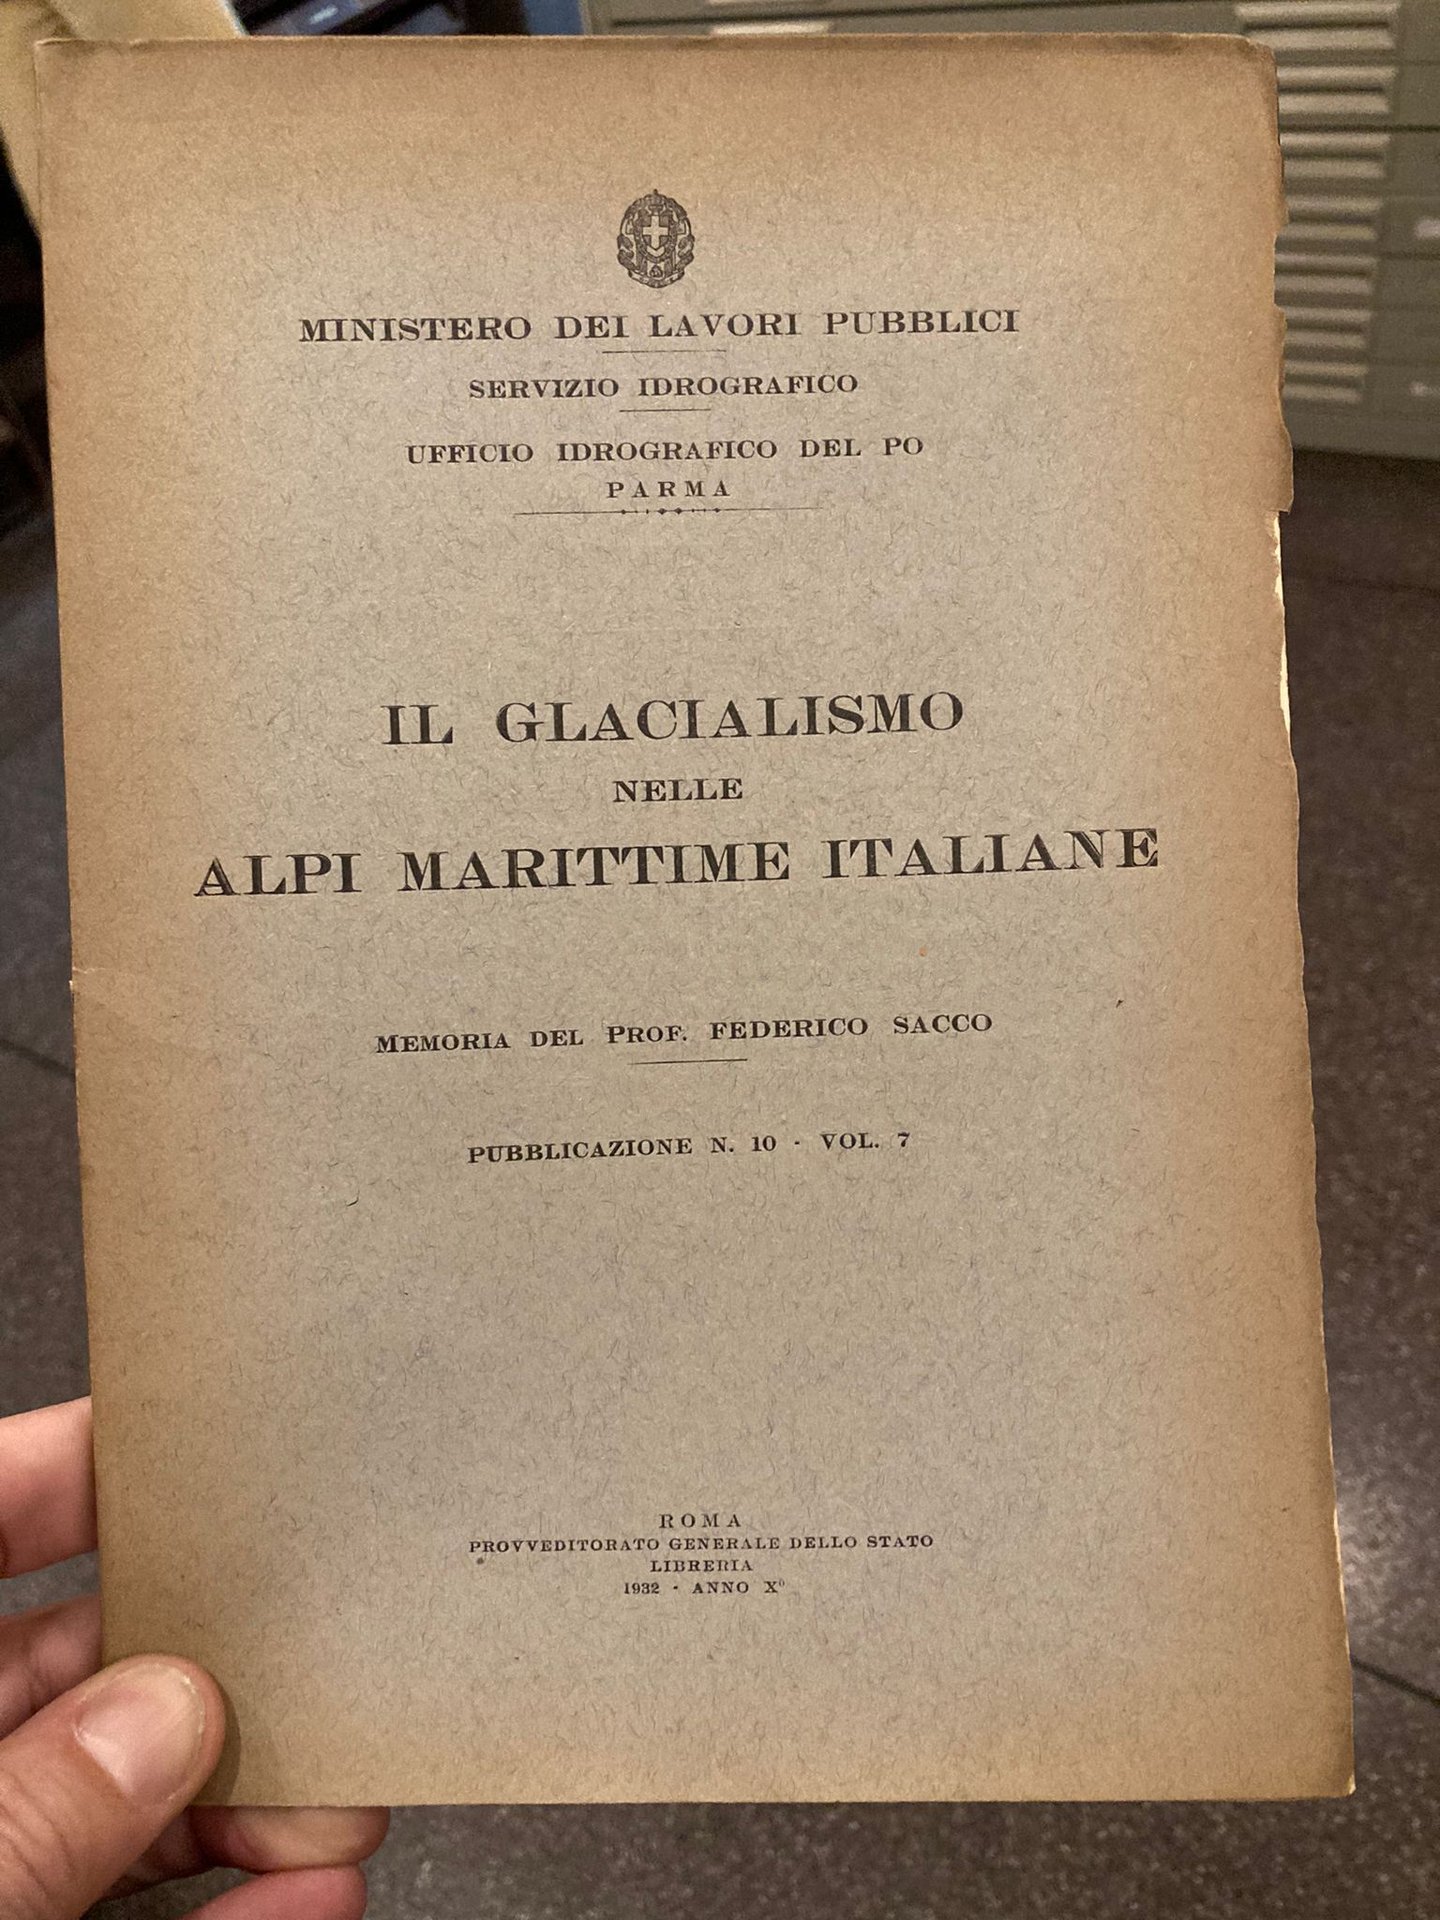 MINISTERO DEI LAVORI PUBBLICI
SERVIZIO IDROGRAFICO
UFFICIO IDROGRAFICO DEL PO
PARMA
IL GLACIALISMO
NELLE
ALPI MARITTIME ITALIANE
MEMORIA DEL PROF. FEDERICO SACCO
PUBBLICAZIONE N. 10 - VOL. 7
ROMA
PROVVEDITORATO GENERALE DELLO STATO
LIBRERIA
1932 - ANNO X⁰